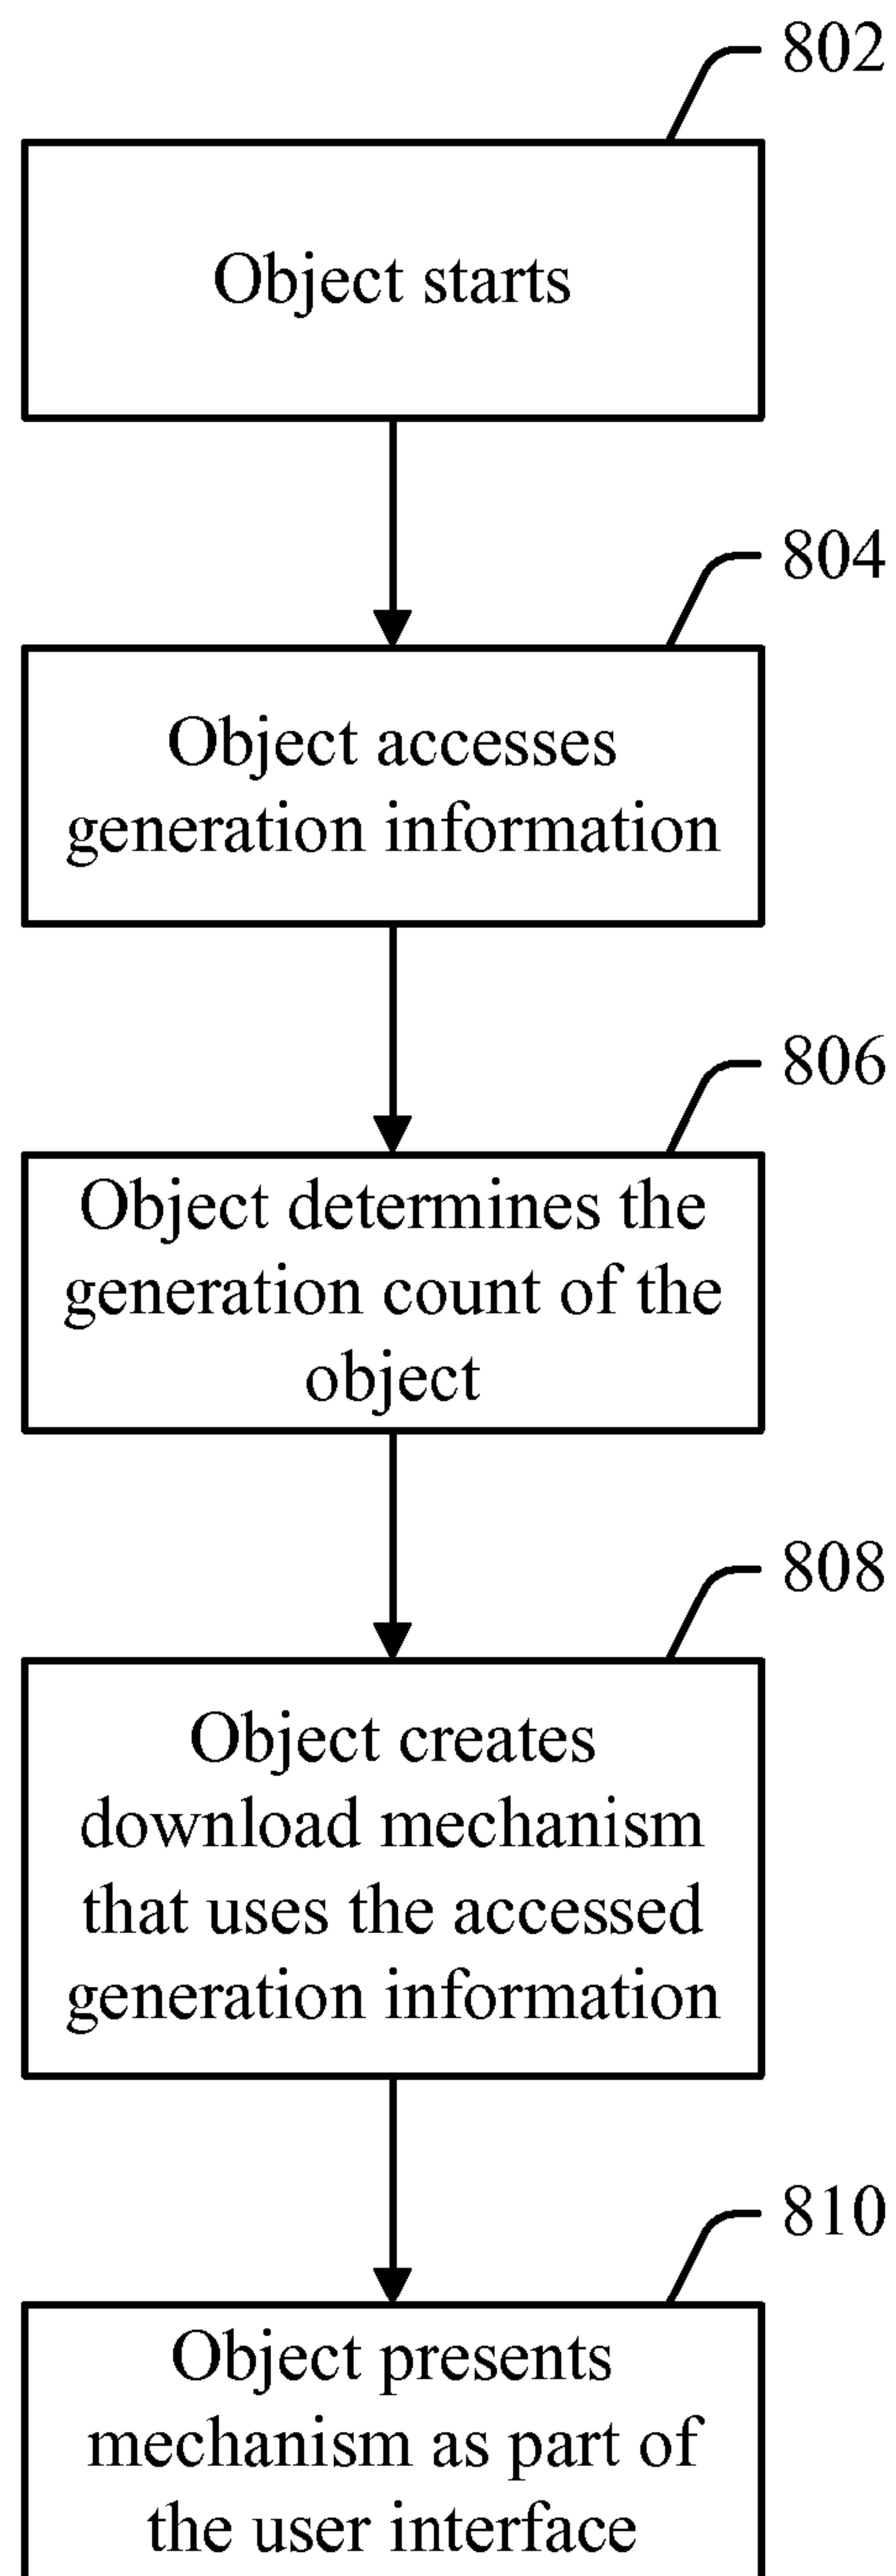 802
Object starts
804
Object accesses
generation information
806
Object determines the
generation count of the
object
808
Object creates
download mechanism
that uses the accessed
generation information
810
Object presents
mechanism as part of
the user interface